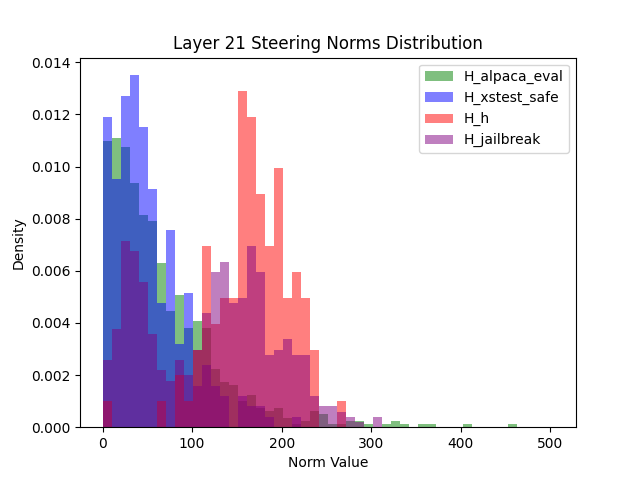 Layer 21 Steering Norms Distribution
H_alpaca_eval
H_xstest_safe
H_h
H_jailbreak
0.014
0.012
0.010
0.008
0.006
0.004
0.002
0.000
Density
0 100 200 300 400 500
Norm Value